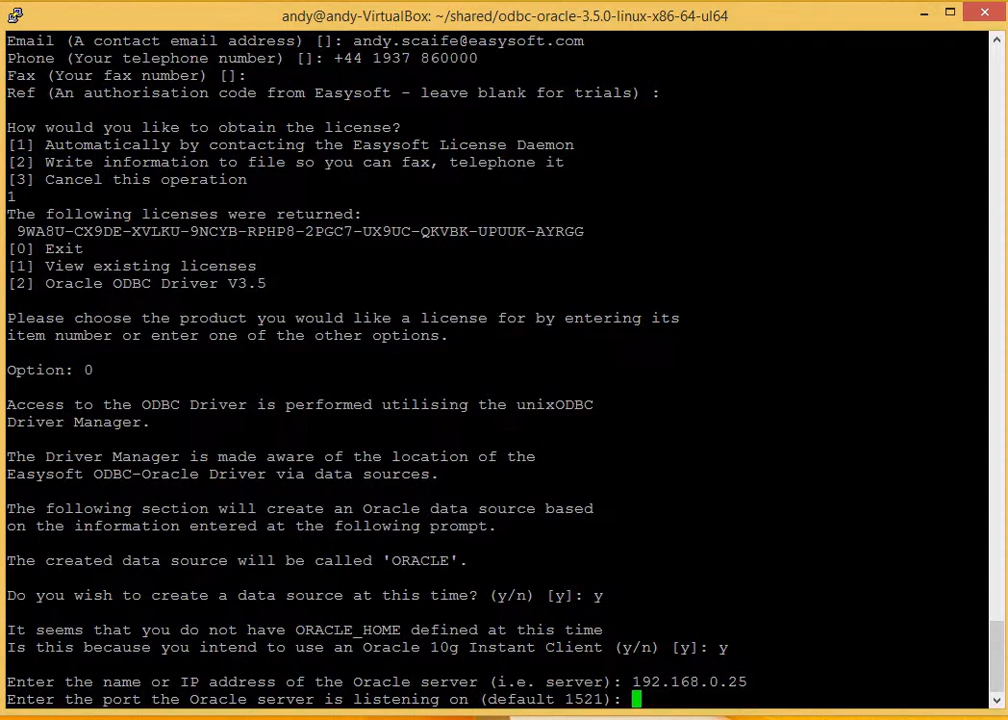 andy@andy-VirtualBox: ~/shared/odbc-oracle-3.5.0-linux-x86-64-ul64
Email (A contact email address) []: andy.scaife@easysoft.com
Phone (Your telephone number) []: +44 1937 860000
Fax (Your fax number) []:
Ref (An authorisation code from Easysoft - leave blank for trials) :
How would you like to obtain the license?
[1] Automatically by contacting the Easysoft License Daemon
[2] Write information to file so you can fax, telephone it
[3] Cancel this operation
1
The following licenses were returned:
9WA8U-CX9DE-XVLKU-9NCYB-RPHP8-2PGC7-UX9UC-QKVBK-UPUUK-AYRGG
[0] Exit
[1] View existing licenses
[2] Oracle ODBC Driver V3.5
Please choose the product you would like a license for by entering its
item number or enter one of the other options.
Option: 0
Access to the ODBC Driver is performed utilising the unixODBC
Driver Manager.
The Driver Manager is made aware of the location of the
Easysoft ODBC-Oracle Driver via data sources.
The following section will create an Oracle data source based
on the information entered at the following prompt.
The created data source will be called 'ORACLE'.
Do you wish to create a data source at this time? (y/n) [y]: y
It seems that you do not have ORACLE_HOME defined at this time
Is this because you intend to use an Oracle 10g Instant Client (y/n) [y]: y
Enter the name or IP address of the Oracle server (i.e. server): 192.168.0.25
Enter the port the Oracle server is listening on (default 1521):